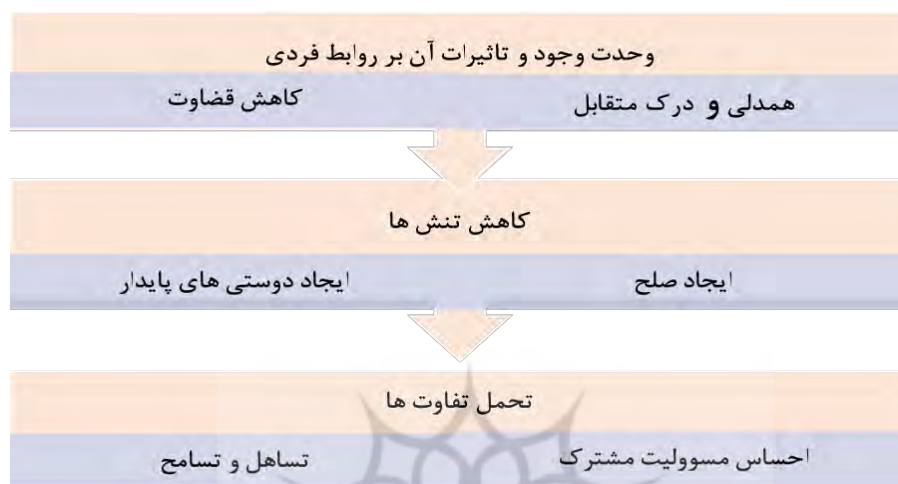 وحدت وجود و تاثیرات آن بر روابط فردی
همدلی و درک متقابل
کاهش قضاوت
کاهش تنش ها
ایجاد صلح
ایجاد دوستی های پایدار
تحمل تفاوت ها
احساس مسوولیت مشترک
تساهل و تسامح